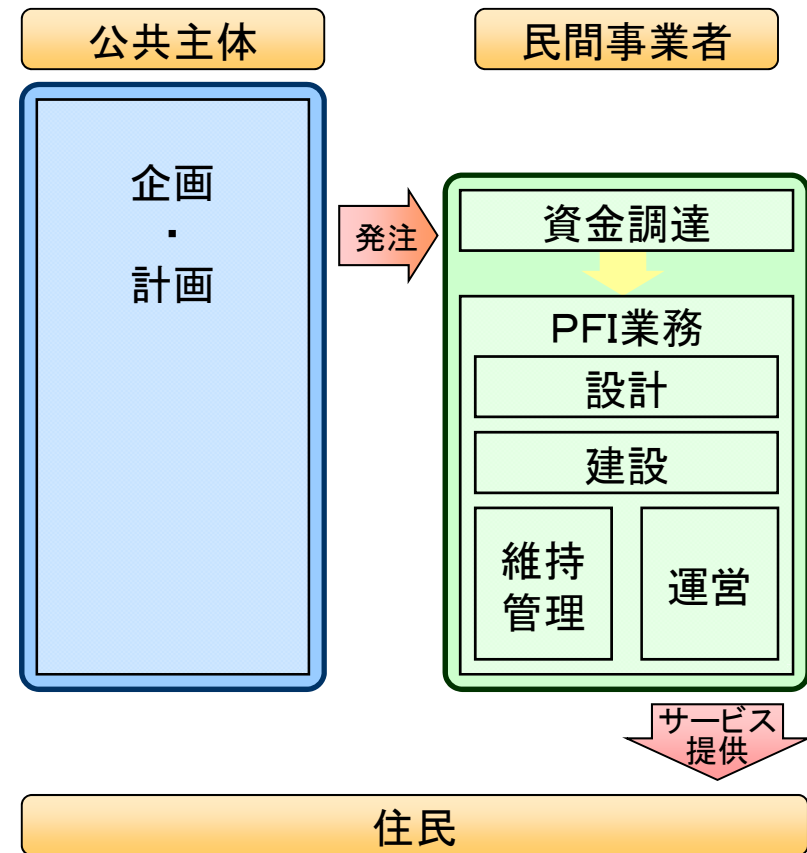 公共主体
民間事業者
企画
・
計画
発注
資金調達
ＰＦＩ業務
設計
建設
維持
管理
運営
サービス
提供
住民